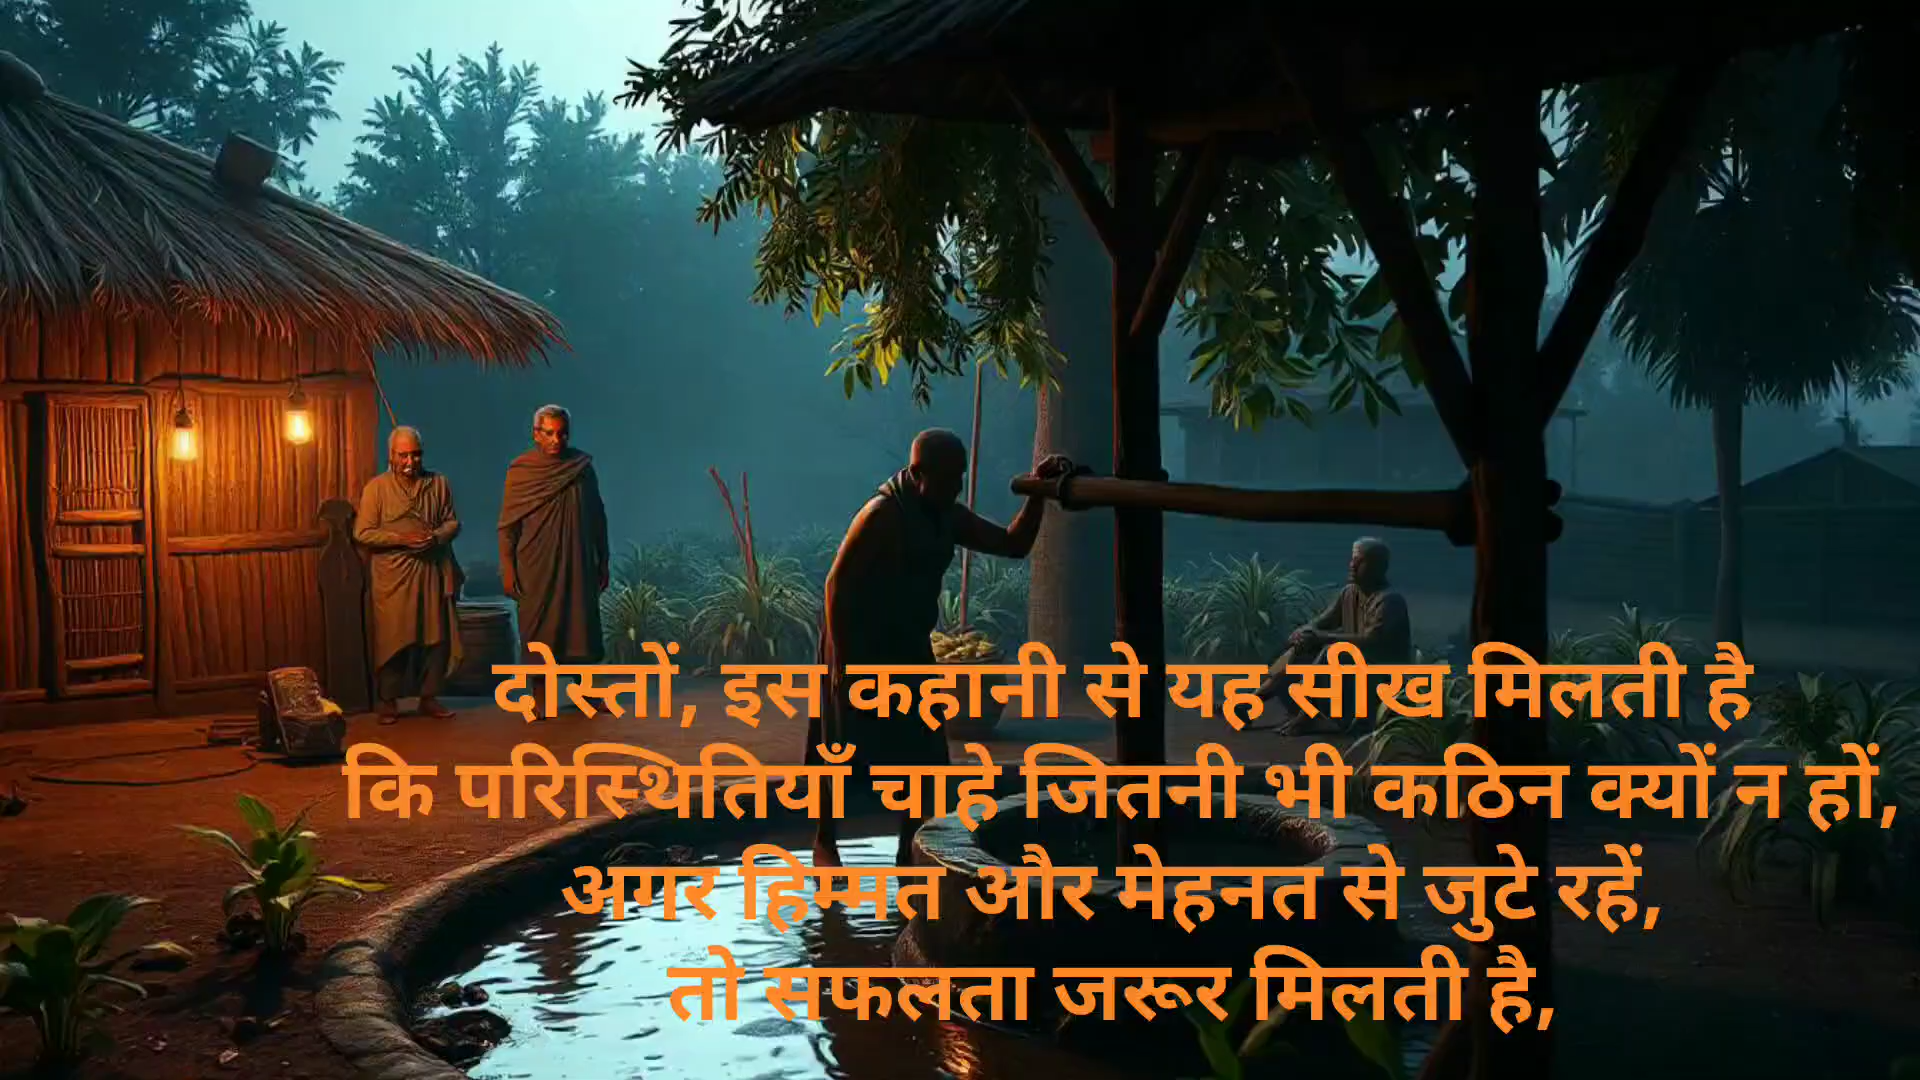 दोस्तों, इस कहानी से यह सीख मिलती है
कि परिस्थितियाँ चाहे जितनी भी कठिन क्यों न हों,
अगर हिम्मत और मेहनत से जुटे रहें,
तो सफलता जरूर मिलती है,